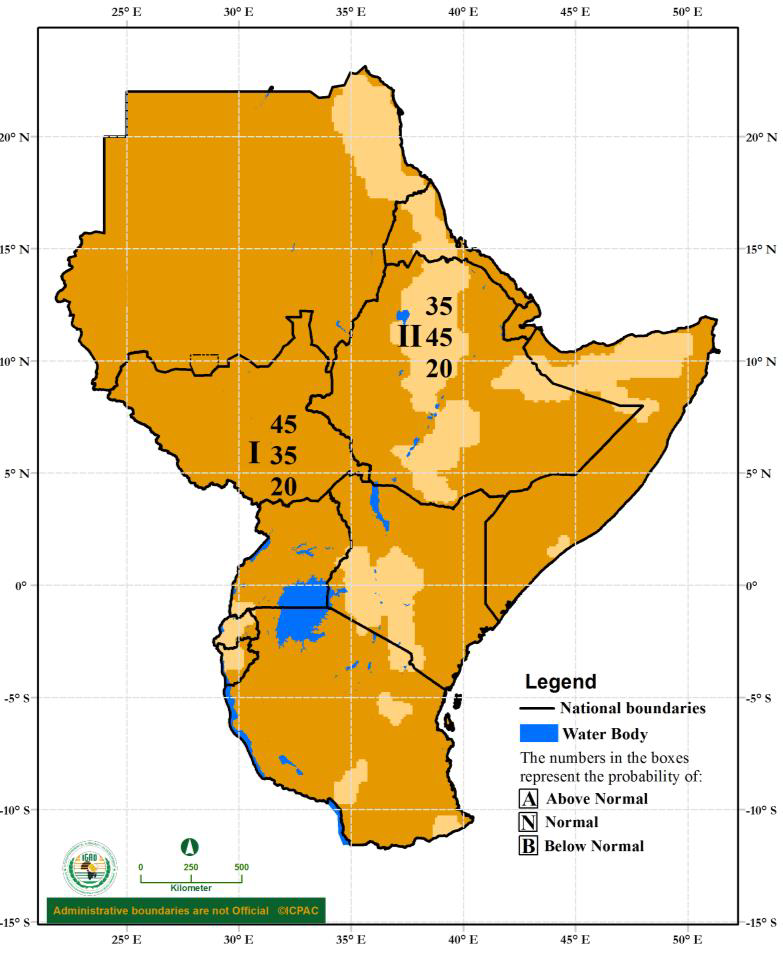 25° E 30° E 35° E 40° E 45° E 50° E
20° N 20° N
15° N 15° N
35
II 45
20
10° N 10° N
45
I 35
20
5° N 5° N
0° 0°
Legend
National boundaries
-5° S -5° S
Water Body
The numbers in the boxes
represent the probability of:
A Above Normal
-10° S -10° S
N Normal
B Below Normal
IGAD
0 250 500
Kilometer
Administrative boundaries are not Official ©ICPAC
-15° S -15° S
25° E 30° E 35° E 40° E 45° E 50° E